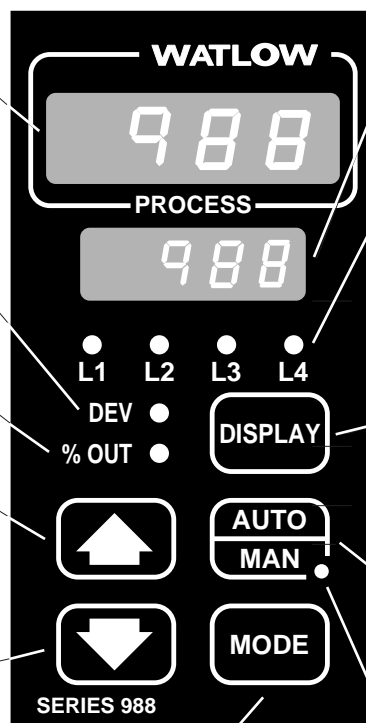 WATLOW
988
PROCESS
988
L1 L2 L3 L4
DEV
% OUT
DISPLAY
AUTO
MAN
MODE
SERIES 988